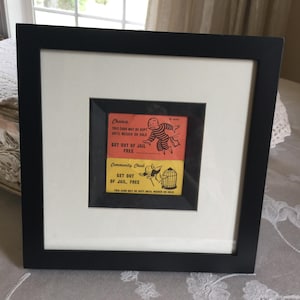 Chance
THIS CARD MAY BE KEPT
UNTIL NEEDED OR SOLD
GET OUT OF JAIL
FREE
Community Chest
GET OUT
OF JAIL, FREE
THIS CARD MAY BE KEPT UNTIL NEEDED OR SOLD